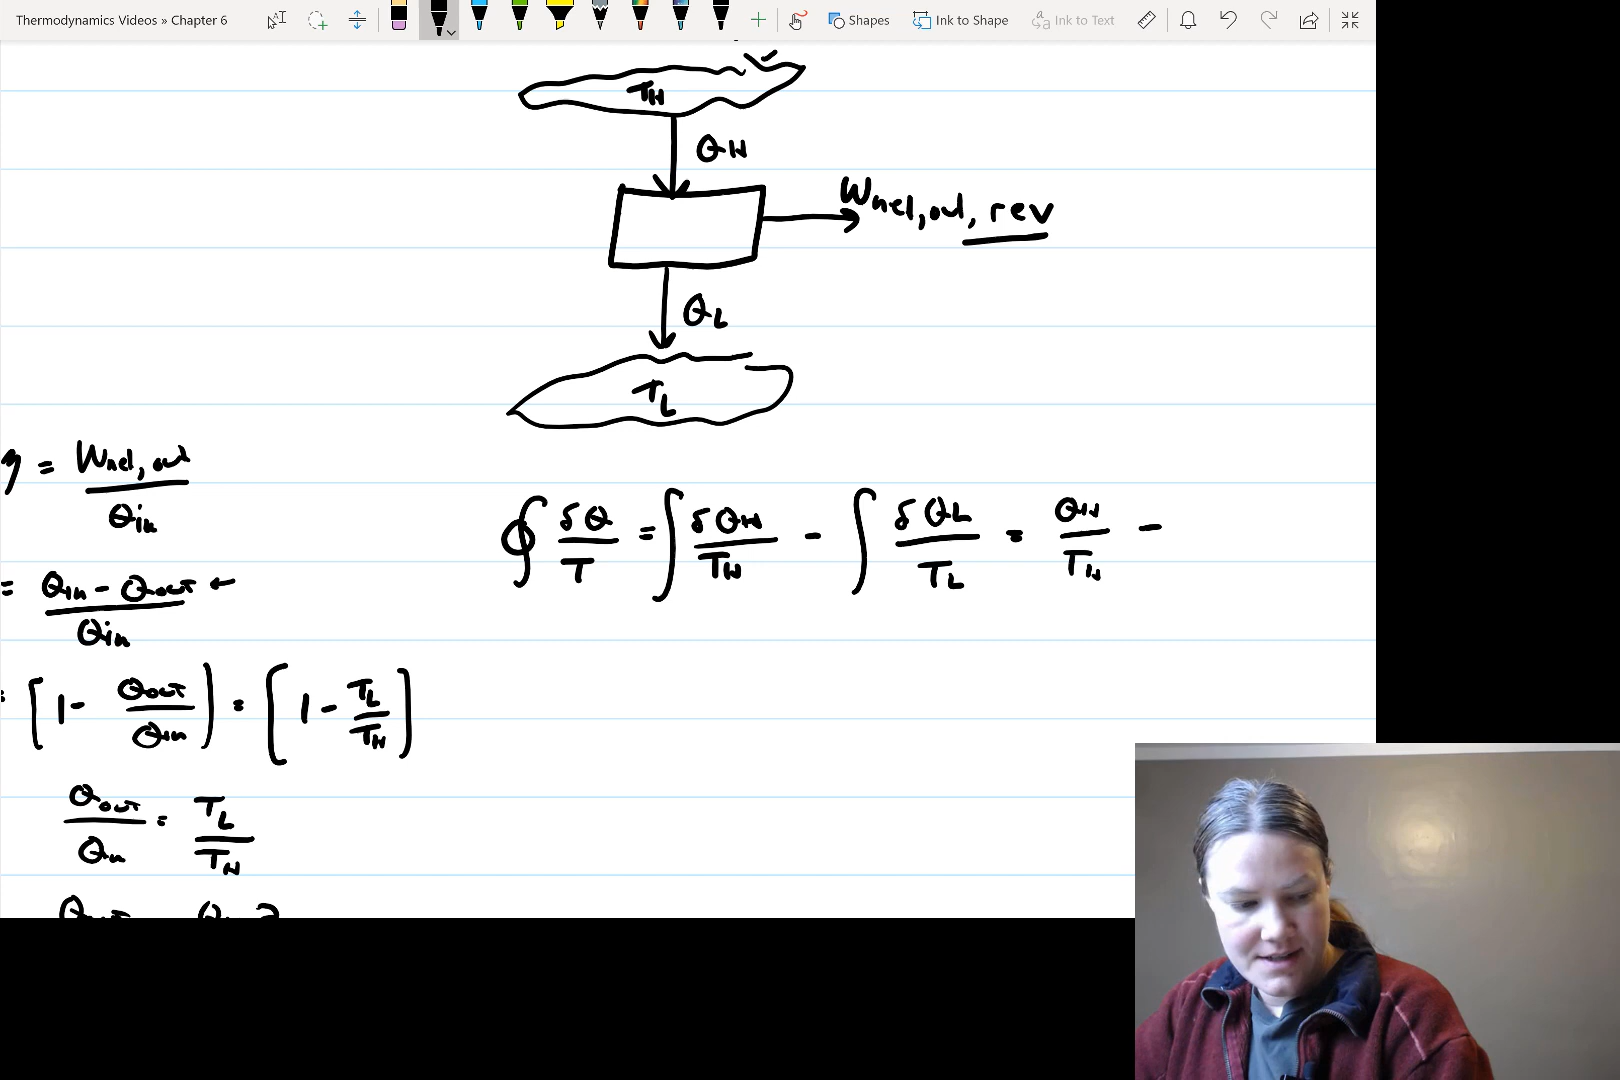 Thermodynamics Videos » Chapter 6
Shapes
Ink to Shape
Ink to Text
TH
QH
Wnet,out, rev
QL
TL
η = Wnet,out / Qin
∮ δQ/T = ∫ δQH/TH - ∫ δQL/TL = QH/TH -
= Qin - Qout / Qin ←
= [1 - Qout/Qin] = [1 - TL/TH]
Qout/Qin = TL/TH